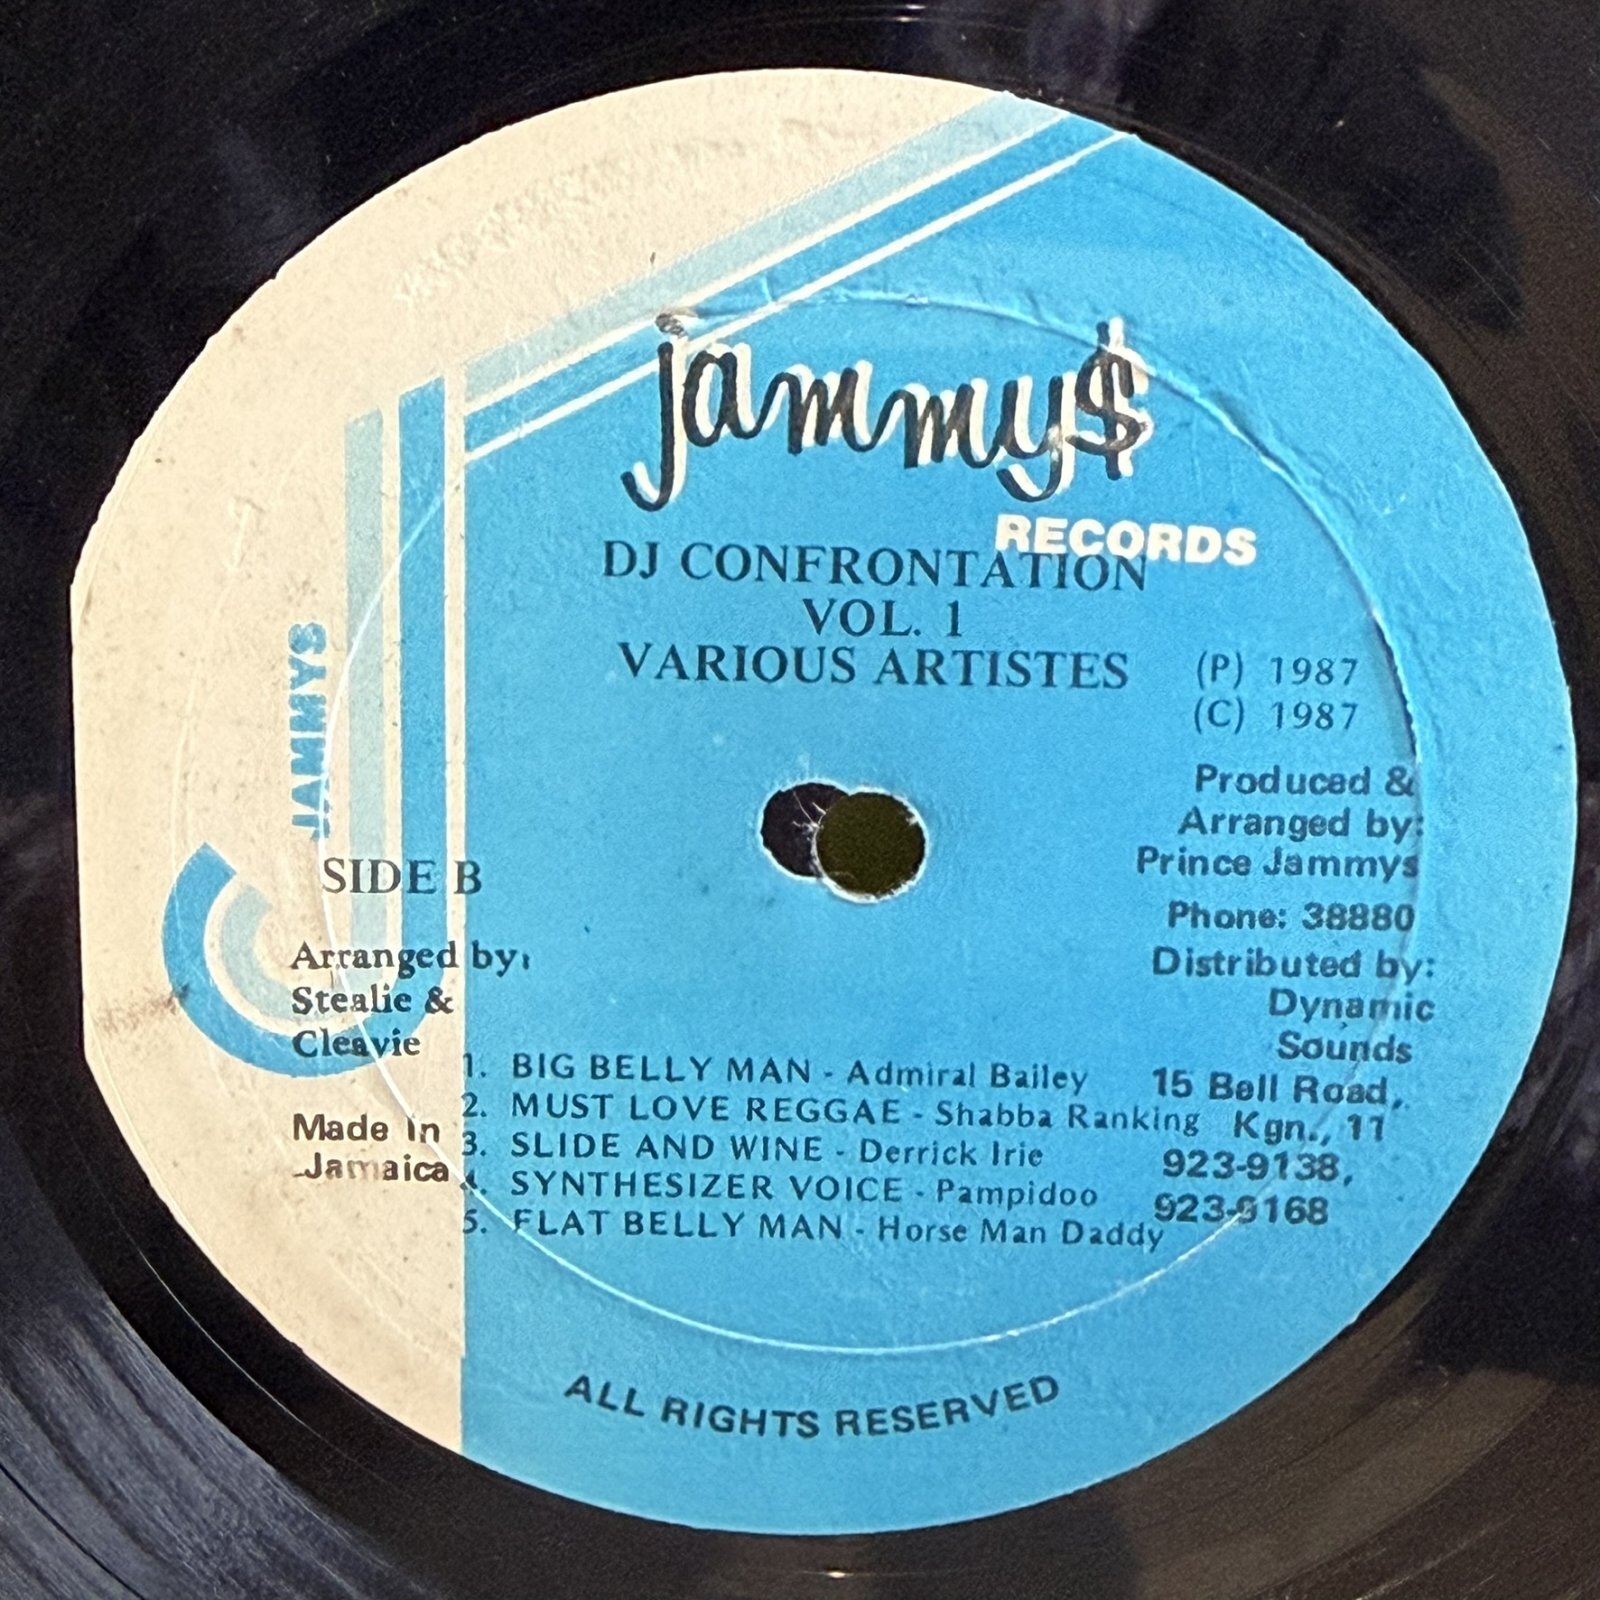 jammy$
RECORDS
DJ CONFRONTATION
VOL. 1
VARIOUS ARTISTES
(P) 1987
(C) 1987
JAMMYS
Produced &
Arranged by:
Prince Jammys
Phone: 38880
Distributed by:
Dynamic
Sounds
15 Bell Road,
Kgn., 11
923-9138,
923-9168
SIDE B
Arranged by:
Stealie &
Cleavie
Made in
Jamaica
1. BIG BELLY MAN - Admiral Bailey
2. MUST LOVE REGGAE - Shabba Ranking
3. SLIDE AND WINE - Derrick Irie
4. SYNTHESIZER VOICE - Pampidoo
5. FLAT BELLY MAN - Horse Man Daddy
ALL RIGHTS RESERVED